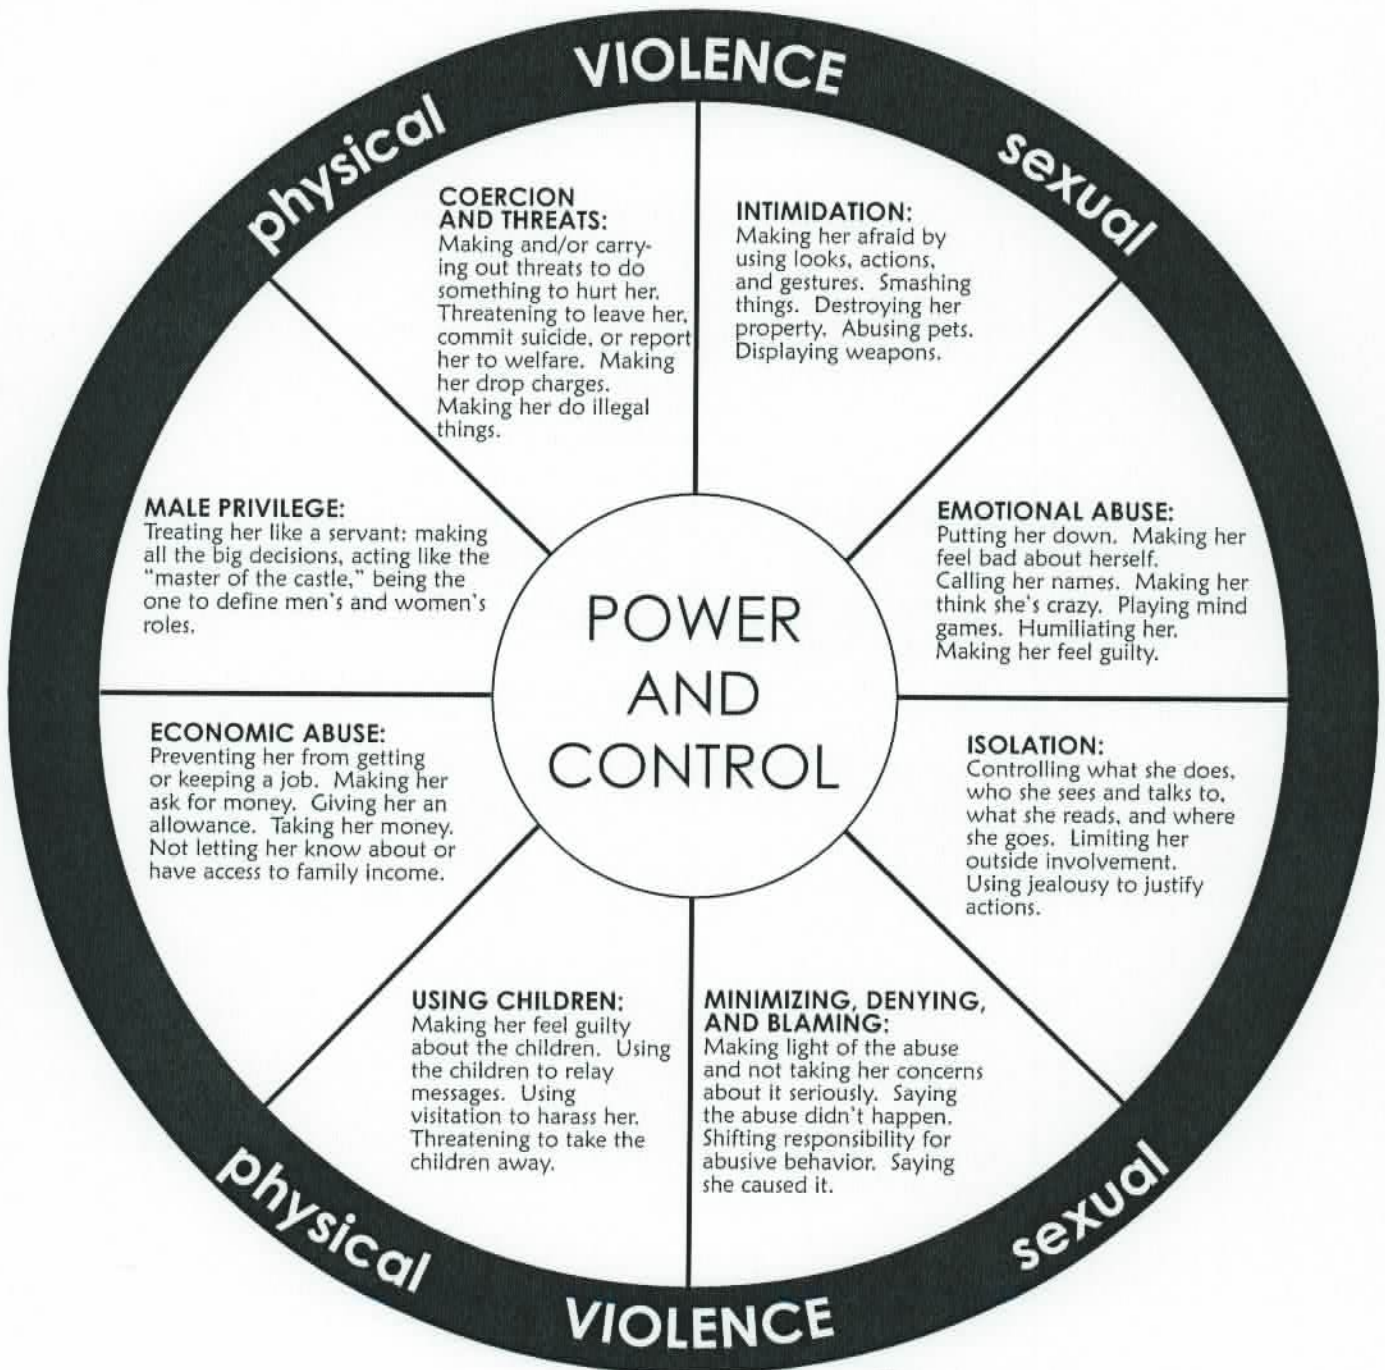 VIOLENCE
physical
sexual
COERCION
AND THREATS:
Making and/or carry-
ing out threats to do
something to hurt her.
Threatening to leave her,
commit suicide, or report
her to welfare. Making
her drop charges.
Making her do illegal
things.
INTIMIDATION:
Making her afraid by
using looks, actions,
and gestures. Smashing
things. Destroying her
property. Abusing pets.
Displaying weapons.
MALE PRIVILEGE:
Treating her like a servant: making
all the big decisions, acting like the
"master of the castle," being the
one to define men's and women's
roles.
EMOTIONAL ABUSE:
Putting her down. Making her
feel bad about herself.
Calling her names. Making her
think she's crazy. Playing mind
games. Humiliating her.
Making her feel guilty.
POWER
AND
CONTROL
ECONOMIC ABUSE:
Preventing her from getting
or keeping a job. Making her
ask for money. Giving her an
allowance. Taking her money.
Not letting her know about or
have access to family income.
ISOLATION:
Controlling what she does,
who she sees and talks to,
what she reads, and where
she goes. Limiting her
outside involvement.
Using jealousy to justify
actions.
USING CHILDREN:
Making her feel guilty
about the children. Using
the children to relay
messages. Using
visitation to harass her.
Threatening to take the
children away.
MINIMIZING, DENYING,
AND BLAMING:
Making light of the abuse
and not taking her concerns
about it seriously. Saying
the abuse didn't happen.
Shifting responsibility for
abusive behavior. Saying
she caused it.
physical
sexual
VIOLENCE